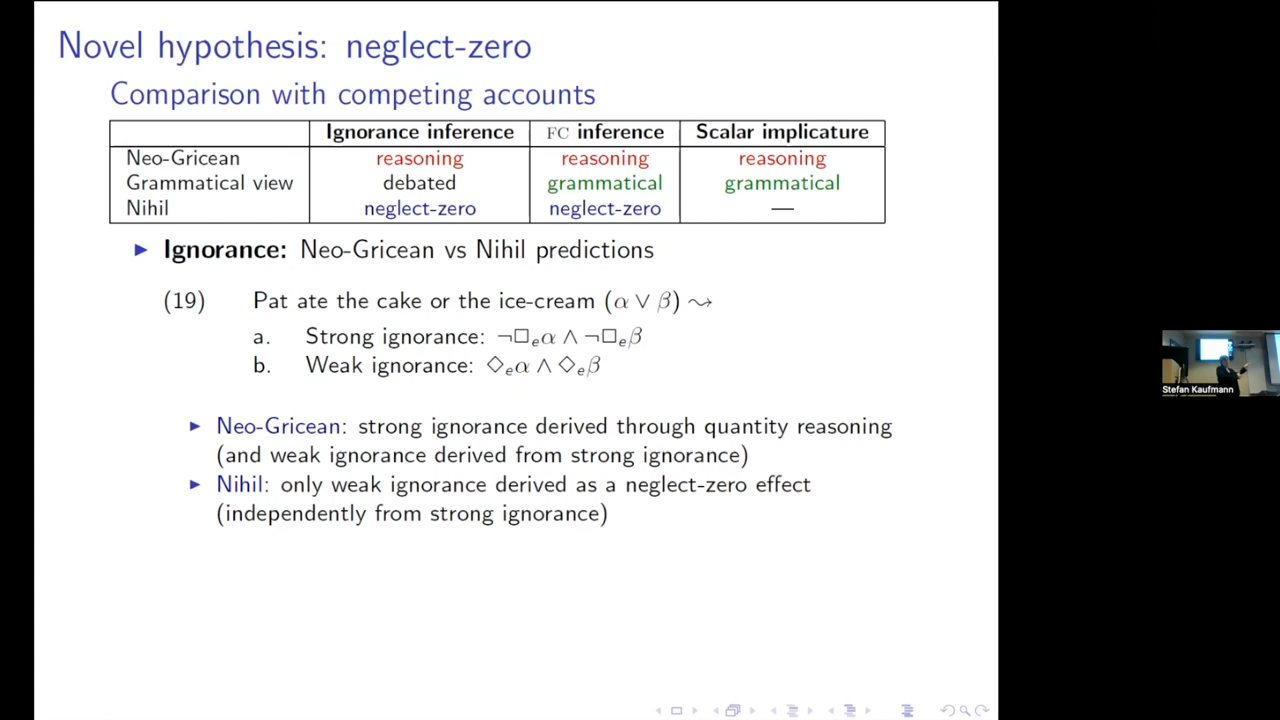 Novel hypothesis: neglect-zero
Comparison with competing accounts
Ignorance inference FC inference Scalar implicature
Neo-Gricean reasoning reasoning reasoning
Grammatical view debated grammatical grammatical
Nihil neglect-zero neglect-zero —
▶ Ignorance: Neo-Gricean vs Nihil predictions
(19) Pat ate the cake or the ice-cream (α ∨ β) ⇝
a. Strong ignorance: ¬□ₑα ∧ ¬□ₑβ
b. Weak ignorance: ◇ₑα ∧ ◇ₑβ
▶ Neo-Gricean: strong ignorance derived through quantity reasoning
(and weak ignorance derived from strong ignorance)
▶ Nihil: only weak ignorance derived as a neglect-zero effect
(independently from strong ignorance)
Stefan Kaufmann